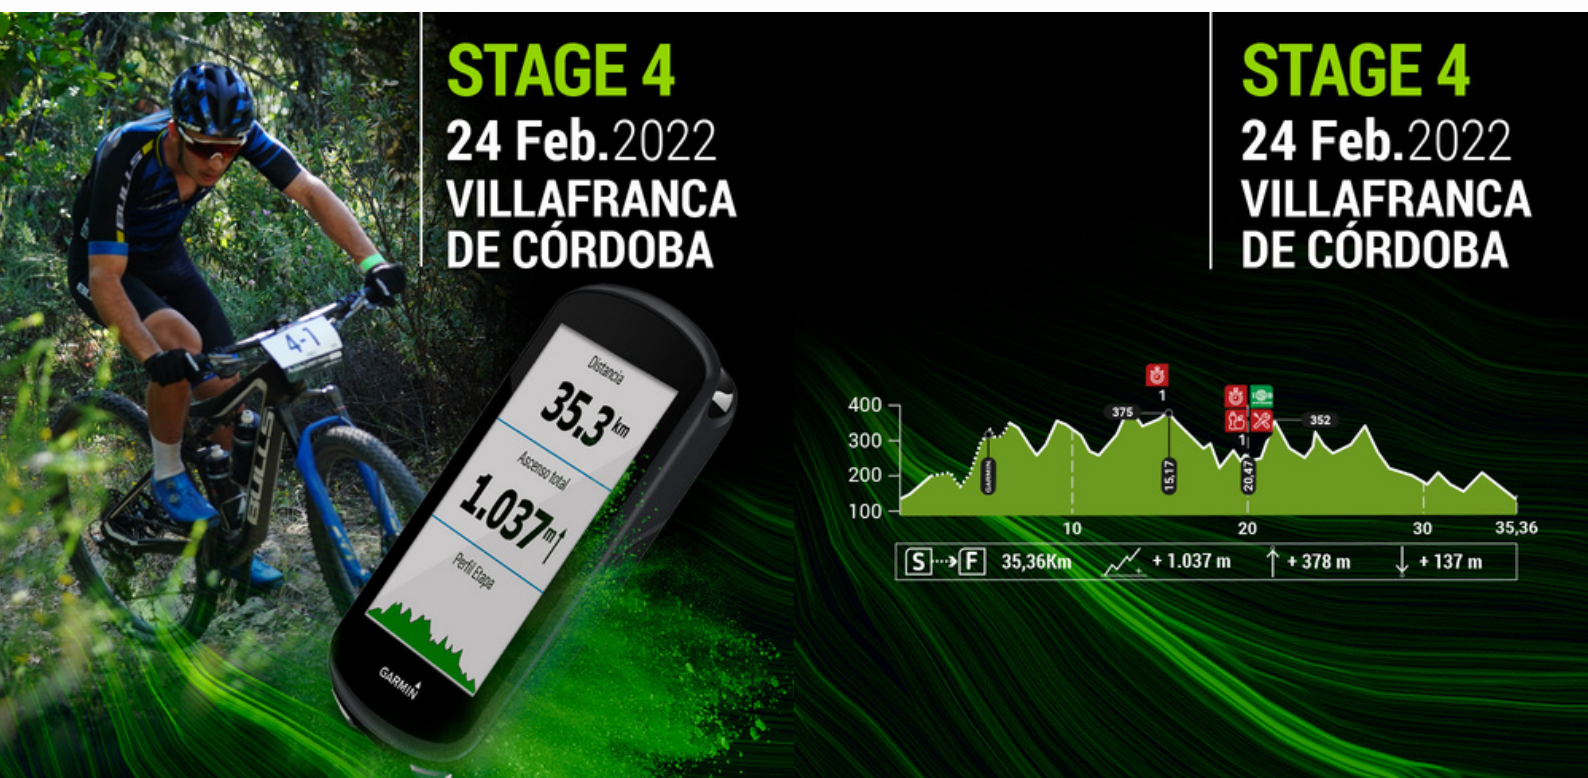 STAGE 4
24 Feb.2022
VILLAFRANCA
DE CÓRDOBA
BULLS
4-1
BULLS
Distancia
35.3 km
Ascenso total
1.037 m
Perfil Etapa
GARMIN
STAGE 4
24 Feb.2022
VILLAFRANCA
DE CÓRDOBA
1
400
375
352
300
1
200
GARMIN
15,17
20,47
100
10
20
30
35,36
S F 35,36Km + 1.037 m + 378 m + 137 m